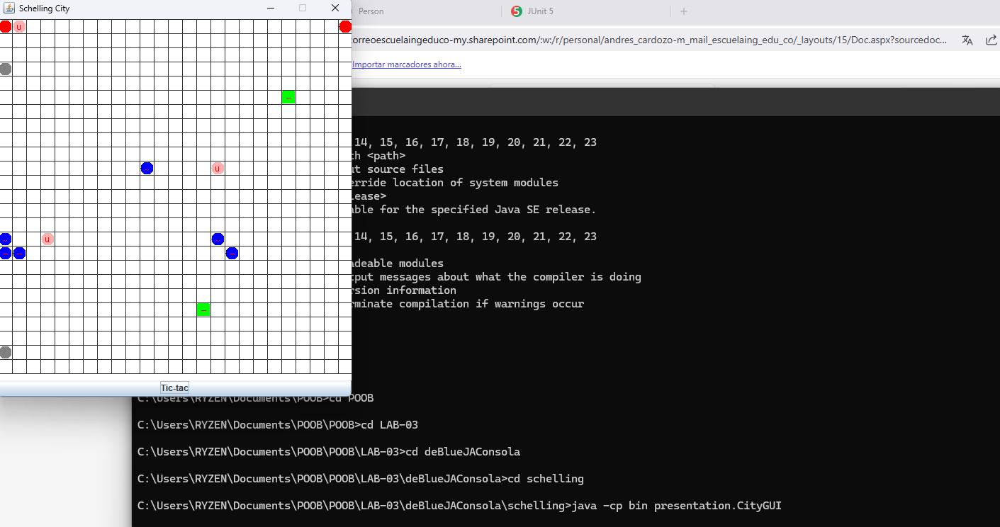 Schelling City
Person
5 JUnit 5
orreoescuelaingeduco-my.sharepoint.com/:w:/r/personal/andres_cardozo-m_mail_escuelaing_edu_co/_layouts/15/Doc.aspx?sourcedoc...
Importar marcadores ahora...
u
14, 15, 16, 17, 18, 19, 20, 21, 22, 23
th <path>
ut source files
erride location of system modules
lease>
able for the specified Java SE release.
u
14, 15, 16, 17, 18, 19, 20, 21, 22, 23
u
adeable modules
tput messages about what the compiler is doing
rsion information
rminate compilation if warnings occur
Tic-tac
C:\Users\RYZEN\Documents\POOB>cd POOB
C:\Users\RYZEN\Documents\POOB\POOB>cd LAB-03
C:\Users\RYZEN\Documents\POOB\POOB\LAB-03>cd deBlueJAConsola
C:\Users\RYZEN\Documents\POOB\POOB\LAB-03\deBlueJAConsola>cd schelling
C:\Users\RYZEN\Documents\POOB\POOB\LAB-03\deBlueJAConsola\schelling>java -cp bin presentation.CityGUI